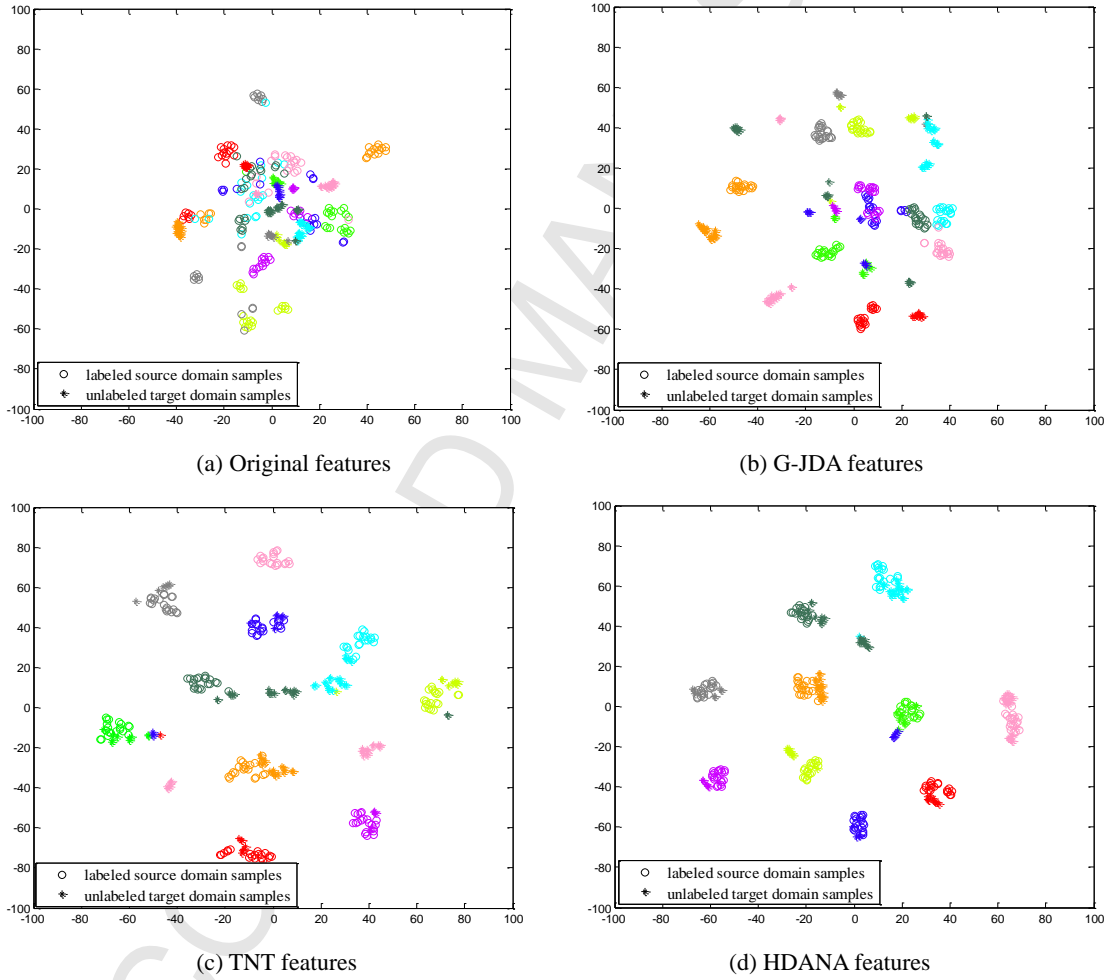 100
80
60
40
20
0
-20
-40
-60
-80
-100
-100 -80 -60 -40 -20 0 20 40 60 80 100
labeled source domain samples
unlabeled target domain samples
(a) Original features
100
80
60
40
20
0
-20
-40
-60
-80
-100
-100 -80 -60 -40 -20 0 20 40 60 80 100
labeled source domain samples
unlabeled target domain samples
(b) G-JDA features
100
80
60
40
20
0
-20
-40
-60
-80
-100
-100 -80 -60 -40 -20 0 20 40 60 80 100
labeled source domain samples
unlabeled target domain samples
(c) TNT features
100
80
60
40
20
0
-20
-40
-60
-80
-100
-100 -80 -60 -40 -20 0 20 40 60 80 100
labeled source domain samples
unlabeled target domain samples
(d) HDANA features